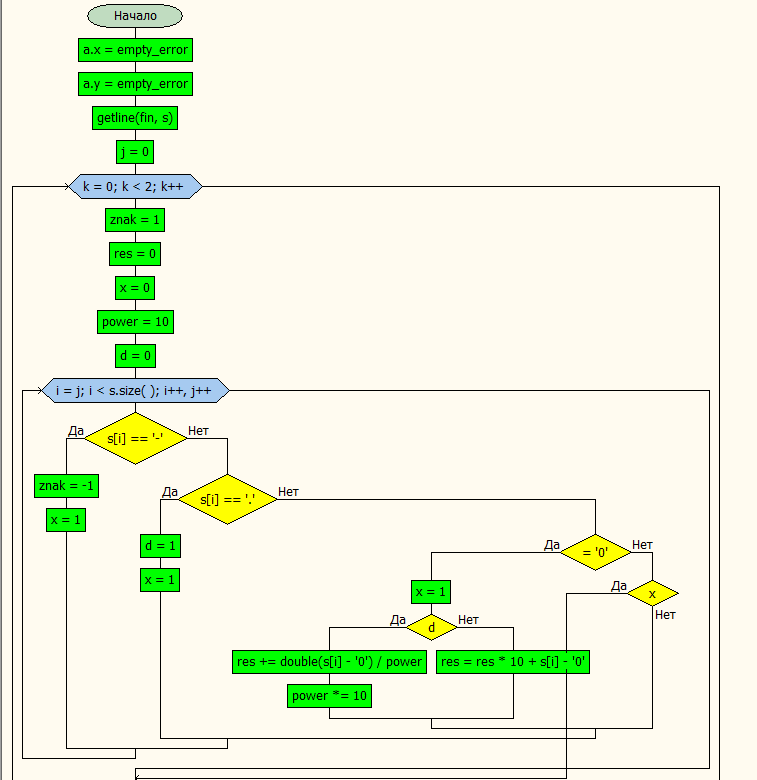 Начало
a.x = empty_error
a.y = empty_error
getline(fin, s)
j = 0
k = 0; k < 2; k++
znak = 1
res = 0
x = 0
power = 10
d = 0
i = j; i < s.size( ); i++, j++
Да
s[i] == '-'
Нет
znak = -1
x = 1
Да
s[i] == '.'
Нет
d = 1
x = 1
Да
= '0'
Нет
Да
x
Нет
x = 1
Да
d
Нет
res += double(s[i] - '0') / power
res = res * 10 + s[i] - '0'
power *= 10